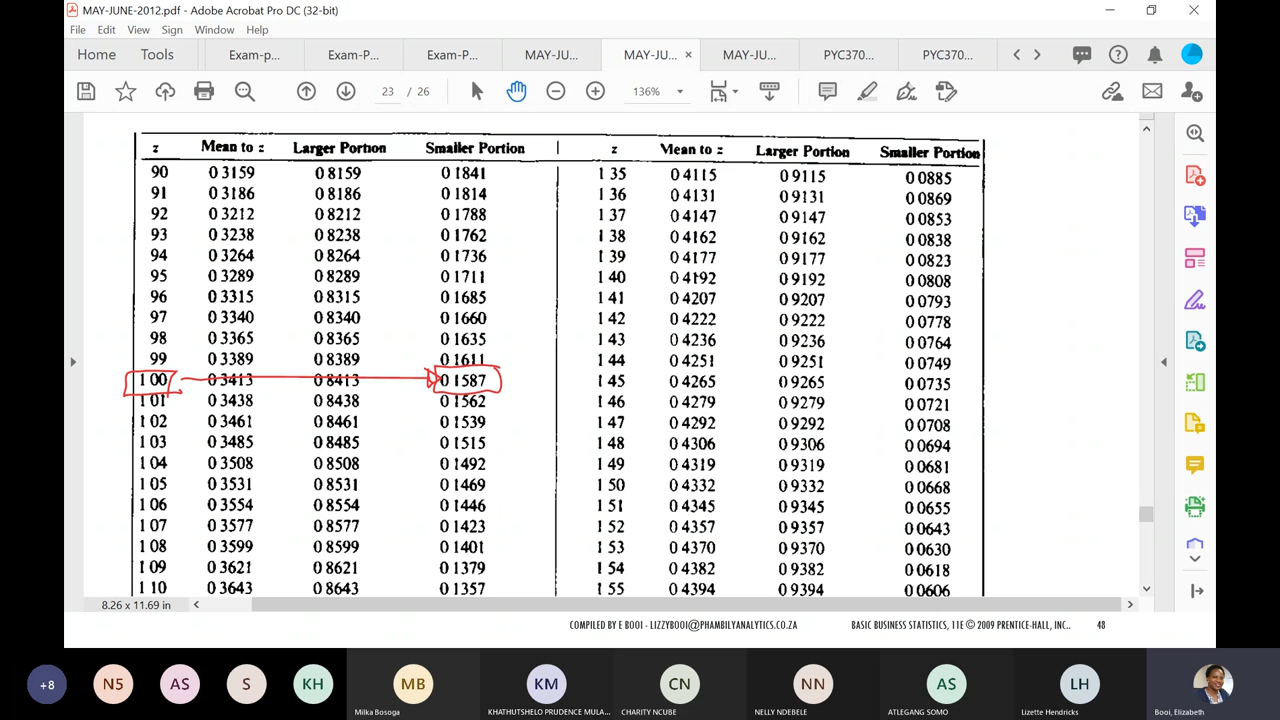 MAY-JUNE-2012.pdf - Adobe Acrobat Pro DC (32-bit)
File Edit View Sign Window Help
Home Tools Exam-p... Exam-P... Exam-P... MAY-JU... MAY-JU... × MAY-JU... PYC370... PYC370...
23 / 26 136%
z Mean to z Larger Portion Smaller Portion z Mean to z Larger Portion Smaller Portion
90 0 3159 0 8159 0 1841 1 35 0 4115 0 9115 0 0885
91 0 3186 0 8186 0 1814 1 36 0 4131 0 9131 0 0869
92 0 3212 0 8212 0 1788 1 37 0 4147 0 9147 0 0853
93 0 3238 0 8238 0 1762 1 38 0 4162 0 9162 0 0838
94 0 3264 0 8264 0 1736 1 39 0 4177 0 9177 0 0823
95 0 3289 0 8289 0 1711 1 40 0 4192 0 9192 0 0808
96 0 3315 0 8315 0 1685 1 41 0 4207 0 9207 0 0793
97 0 3340 0 8340 0 1660 1 42 0 4222 0 9222 0 0778
98 0 3365 0 8365 0 1635 1 43 0 4236 0 9236 0 0764
99 0 3389 0 8389 0 1611 1 44 0 4251 0 9251 0 0749
1 00 0 3413 0 8413 0 1587 1 45 0 4265 0 9265 0 0735
1 01 0 3438 0 8438 0 1562 1 46 0 4279 0 9279 0 0721
1 02 0 3461 0 8461 0 1539 1 47 0 4292 0 9292 0 0708
1 03 0 3485 0 8485 0 1515 1 48 0 4306 0 9306 0 0694
1 04 0 3508 0 8508 0 1492 1 49 0 4319 0 9319 0 0681
1 05 0 3531 0 8531 0 1469 1 50 0 4332 0 9332 0 0668
1 06 0 3554 0 8554 0 1446 1 51 0 4345 0 9345 0 0655
1 07 0 3577 0 8577 0 1423 1 52 0 4357 0 9357 0 0643
1 08 0 3599 0 8599 0 1401 1 53 0 4370 0 9370 0 0630
1 09 0 3621 0 8621 0 1379 1 54 0 4382 0 9382 0 0618
1 10 0 3643 0 8643 0 1357 1 55 0 4394 0 9394 0 0606
8.26 x 11.69 in
COMPILED BY E BOOI - LIZZYBOOI@PHAMBILYANALYTICS.CO.ZA BASIC BUSINESS STATISTICS, 11E © 2009 PRENTICE-HALL, INC.. 48
+8 N5 AS S KH MB KM CN NN AS LH
Milka Bosoga KHATHUTSHELO PRUDENCE MULA... CHARITY NCUBE NELLY NDEBELE ATLEGANG SOMO Lizette Hendricks Booi, Elizabeth